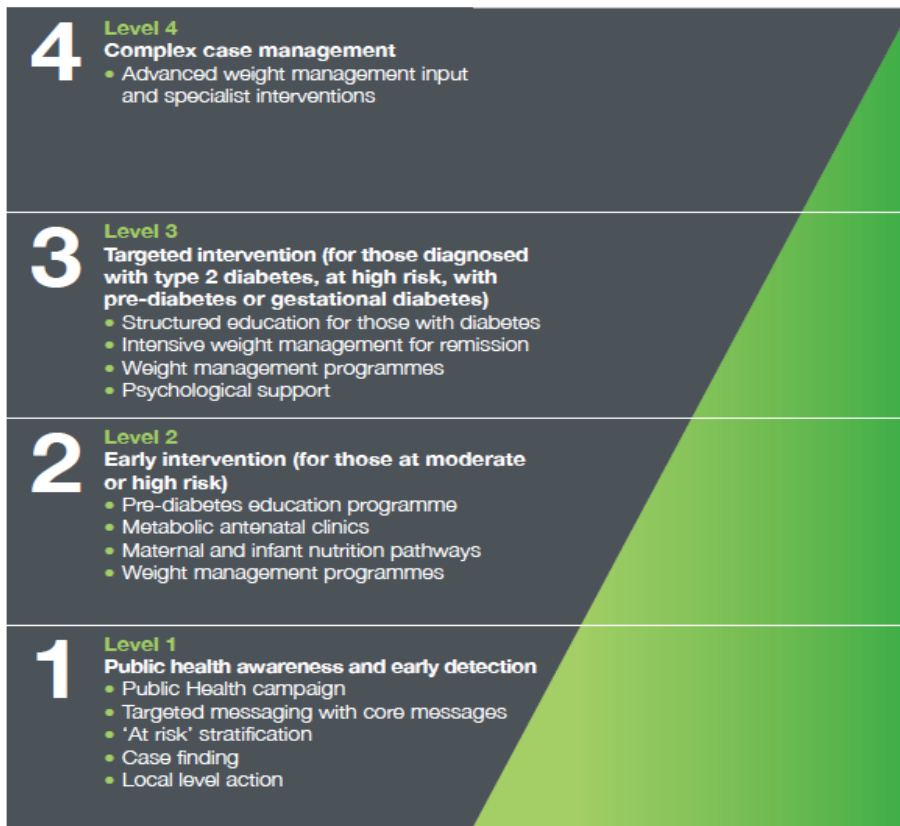 4
Level 4
Complex case management
• Advanced weight management input
and specialist interventions
3
Level 3
Targeted intervention (for those diagnosed
with type 2 diabetes, at high risk, with
pre-diabetes or gestational diabetes)
• Structured education for those with diabetes
• Intensive weight management for remission
• Weight management programmes
• Psychological support
2
Level 2
Early intervention (for those at moderate
or high risk)
• Pre-diabetes education programme
• Metabolic antenatal clinics
• Maternal and infant nutrition pathways
• Weight management programmes
1
Level 1
Public health awareness and early detection
• Public Health campaign
• Targeted messaging with core messages
• ‘At risk’ stratification
• Case finding
• Local level action